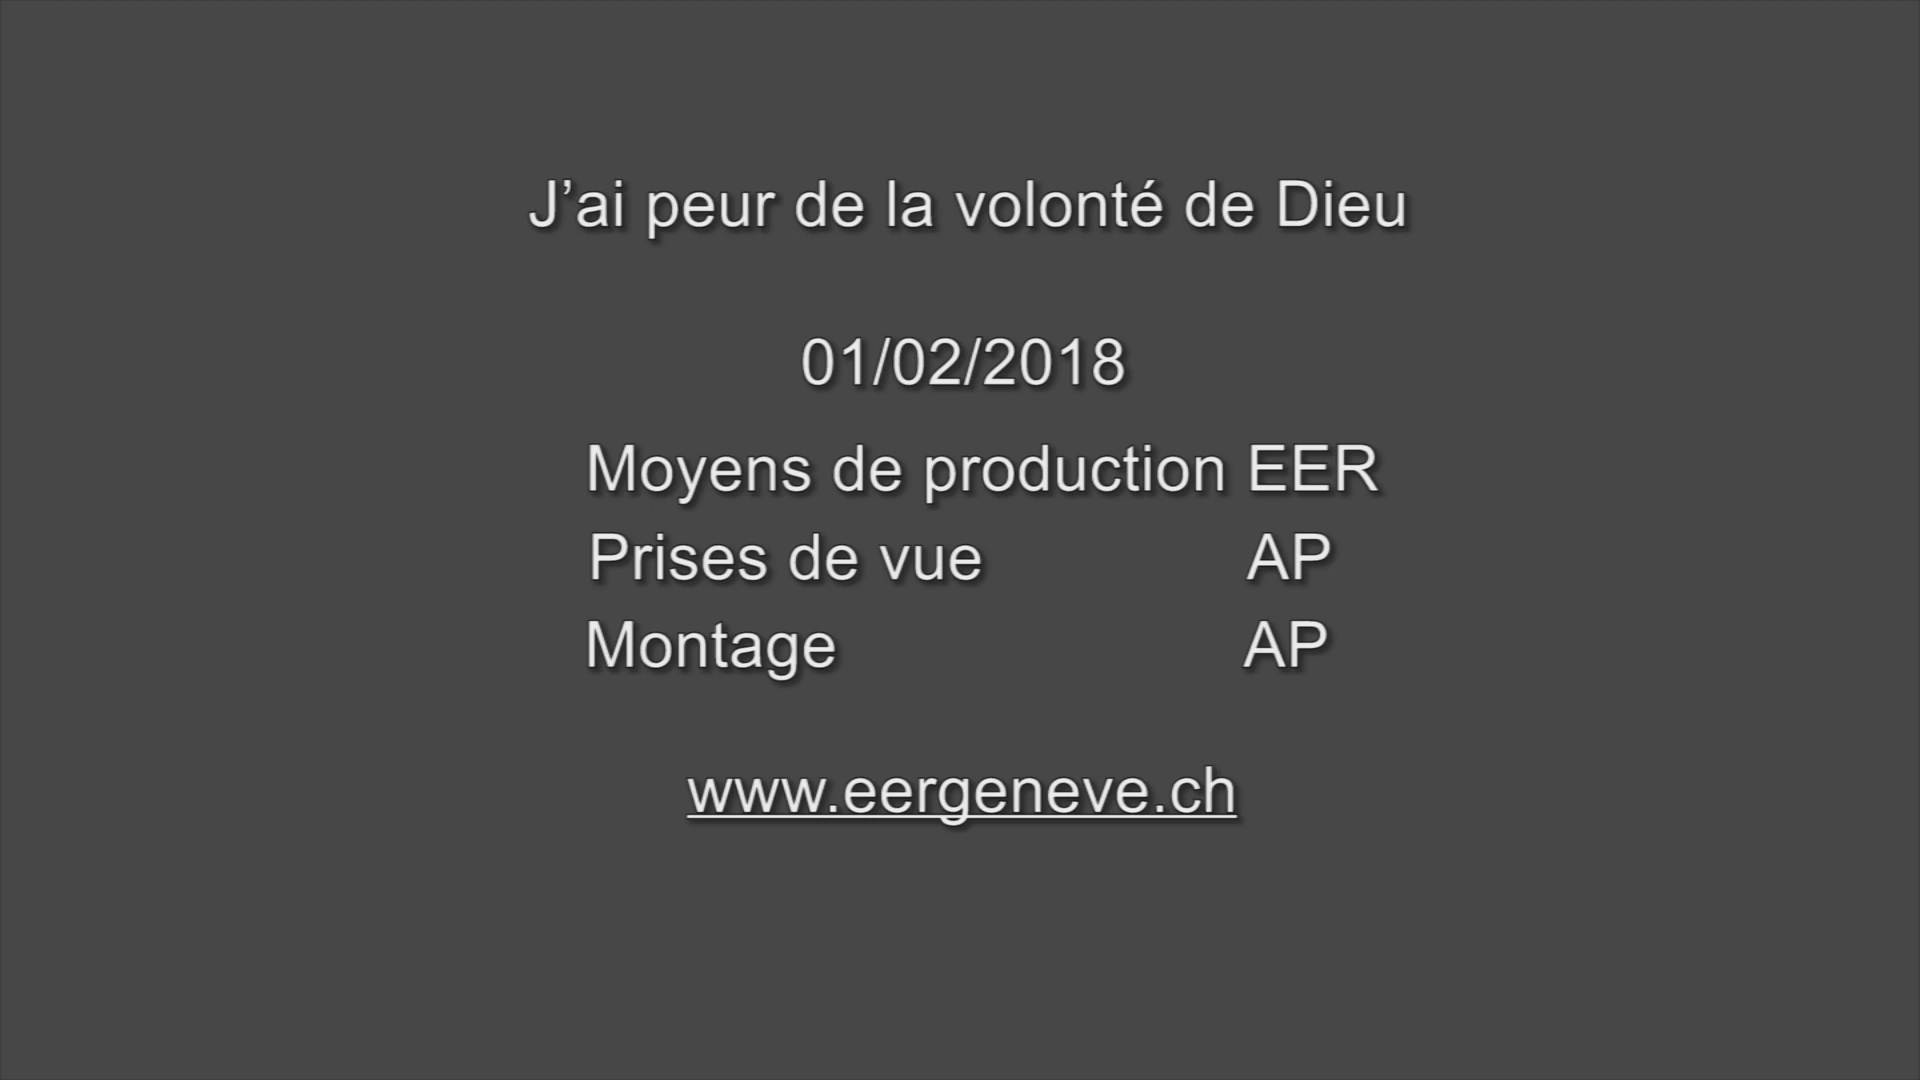 J’ai peur de la volonté de Dieu
01/02/2018
Moyens de production EER
Prises de vue AP
Montage AP
www.eergeneve.ch